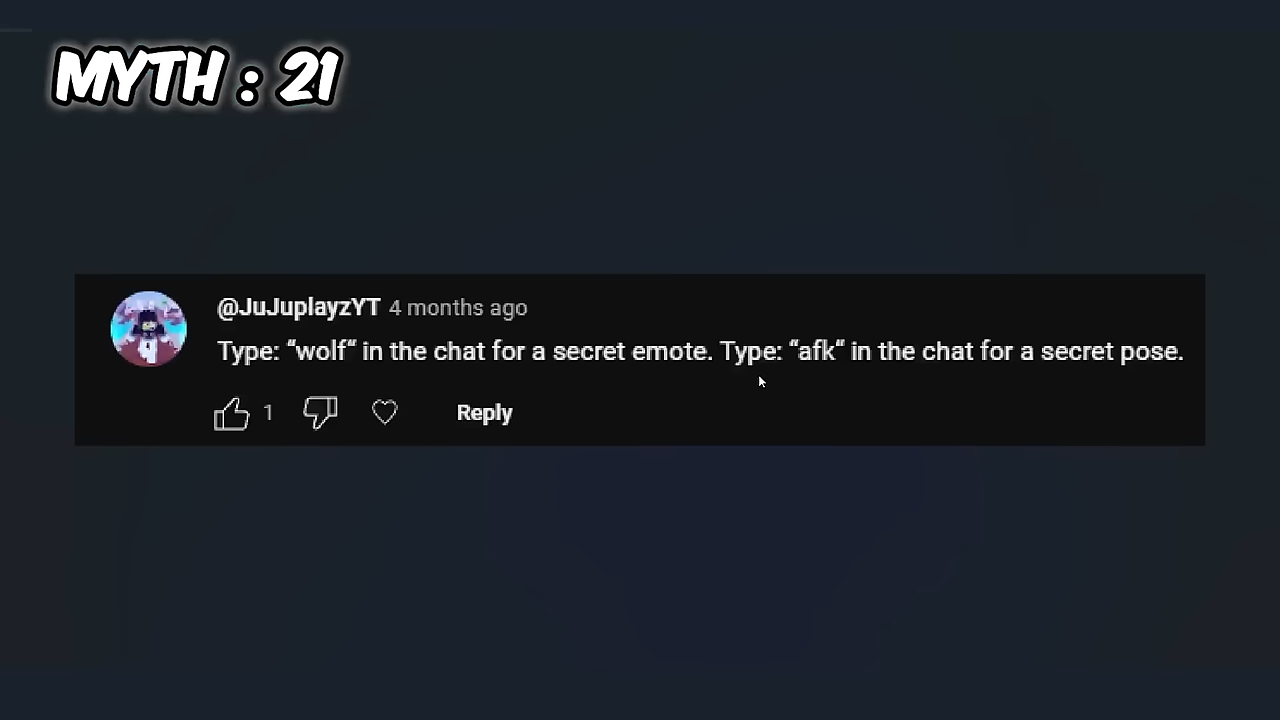 MYTH : 21
@JuJuplayzYT 4 months ago
Type: “wolf“ in the chat for a secret emote. Type: “afk“ in the chat for a secret pose.
1 Reply